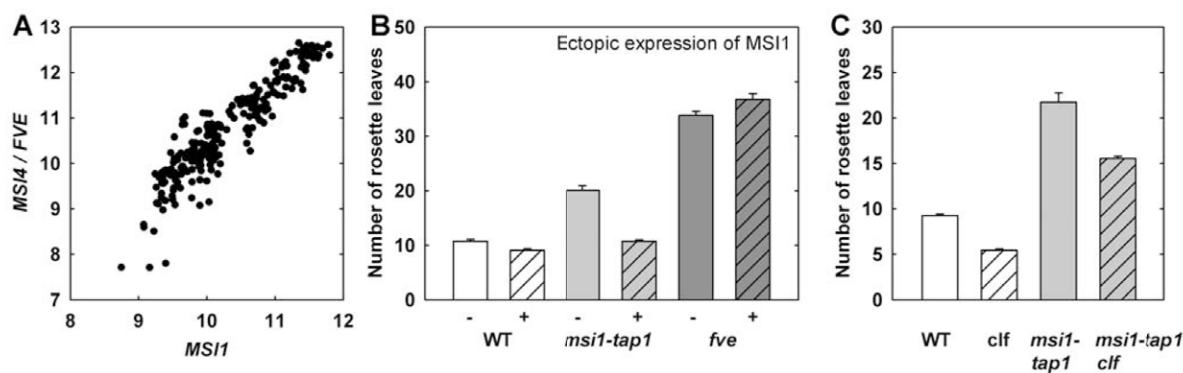 A
MSI4 / FVE
13
12
11
10
9
8
7
8 9 10 11 12
MSI1
B
Number of rosette leaves
Ectopic expression of MSI1
50
40
30
20
10
0
- + - + - +
WT msi1-tap1 fve
C
Number of rosette leaves
30
25
20
15
10
5
0
WT clf msi1- msi1-tap1
tap1 clf